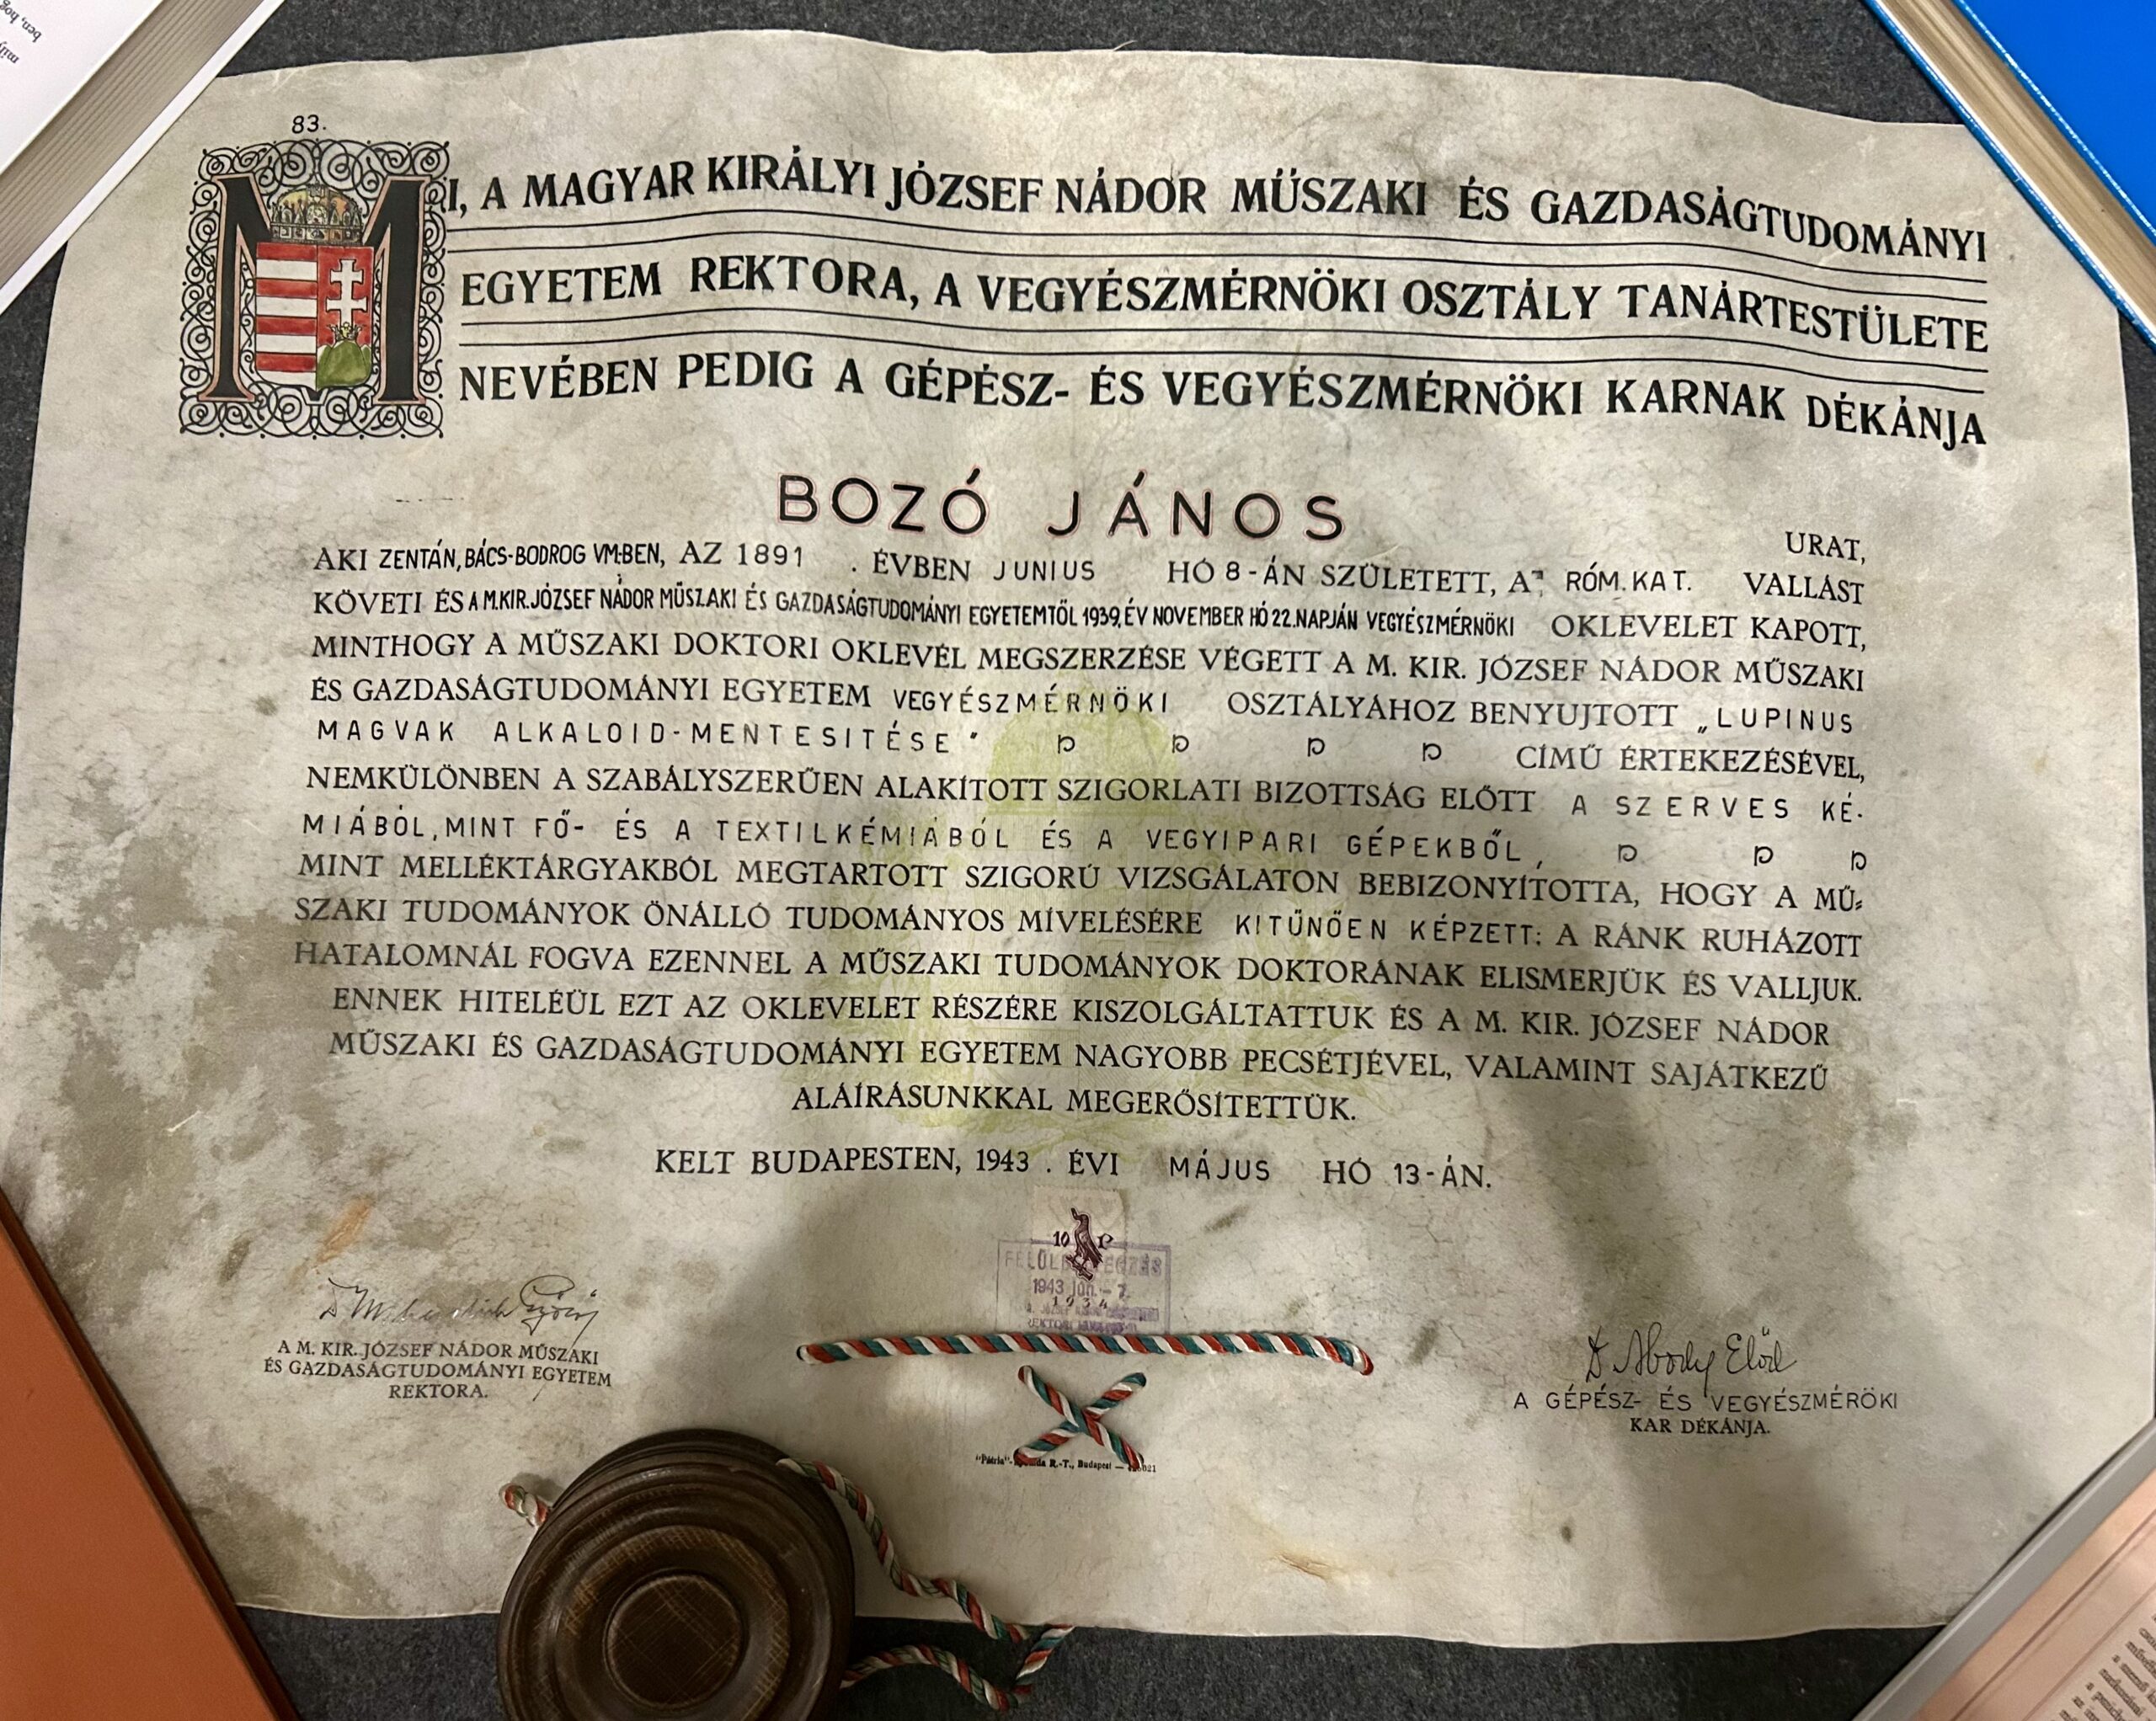 83.
MI, A MAGYAR KIRÁLYI JÓZSEF NÁDOR MŰSZAKI ÉS GAZDASÁGTUDOMÁNYI
EGYETEM REKTORA, A VEGYÉSZMÉRNÖKI OSZTÁLY TANÁRTESTÜLETE
NEVÉBEN PEDIG A GÉPÉSZ- ÉS VEGYÉSZMÉRNÖKI KARNAK DÉKÁNJA
BOZÓ JÁNOS
URAT,
AKI ZENTÁN, BÁCS-BODROG VM-BEN, AZ 1891. ÉVBEN JUNIUS HÓ 8-ÁN SZÜLETETT, A RÓM. KAT. VALLÁST
KÖVETI ÉS A M.KIR. JÓZSEF NÁDOR MŰSZAKI ÉS GAZDASÁGTUDOMÁNYI EGYETEMTŐL 1939. ÉV NOVEMBER HÓ 22. NAPJÁN VEGYÉSZMÉRNÖKI OKLEVELET KAPOTT,
MINTHOGY A MŰSZAKI DOKTORI OKLEVÉL MEGSZERZÉSE VÉGETT A M. KIR. JÓZSEF NÁDOR MŰSZAKI
ÉS GAZDASÁGTUDOMÁNYI EGYETEM VEGYÉSZMÉRNÖKI OSZTÁLYÁHOZ BENYUJTOTT „LUPINUS
MAGVAK ALKALOID-MENTESITÉSE" CÍMŰ ÉRTEKEZÉSÉVEL,
NEMKÜLÖNBEN A SZABÁLYSZERŰEN ALAKÍTOTT SZIGORLATI BIZOTTSÁG ELŐTT A SZERVES KÉ-
MIÁBÓL, MINT FŐ- ÉS A TEXTILKÉMIÁBÓL ÉS A VEGYIPARI GÉPEKBŐL,
MINT MELLÉKTÁRGYAKBÓL MEGTARTOTT SZIGORÚ VIZSGÁLATON BEBIZONYÍTOTTA, HOGY A MŰ-
SZAKI TUDOMÁNYOK ÖNÁLLÓ TUDOMÁNYOS MÍVELÉSÉRE KITŰNŐEN KÉPZETT: A RÁNK RUHÁZOTT
HATALOMNÁL FOGVA EZENNEL A MŰSZAKI TUDOMÁNYOK DOKTORÁNAK ELISMERJÜK ÉS VALLJUK.
ENNEK HITELÉÜL EZT AZ OKLEVELET RÉSZÉRE KISZOLGÁLTATTUK ÉS A M. KIR. JÓZSEF NÁDOR
MŰSZAKI ÉS GAZDASÁGTUDOMÁNYI EGYETEM NAGYOBB PECSÉTJÉVEL, VALAMINT SAJÁTKEZŰ
ALÁÍRÁSUNKKAL MEGERŐSÍTETTÜK.
KELT BUDAPESTEN, 1943. ÉVI MÁJUS HÓ 13-ÁN.
10 P
1943 JUN. - 7.
1934
A M. KIR. JÓZSEF NÁDOR MŰSZAKI
ÉS GAZDASÁGTUDOMÁNYI EGYETEM
REKTORA.
Dr Abody Előd
A GÉPÉSZ- ÉS VEGYÉSZMÉRÖKI
KAR DÉKÁNJA.
"Pátria" R.-T., Budapest —